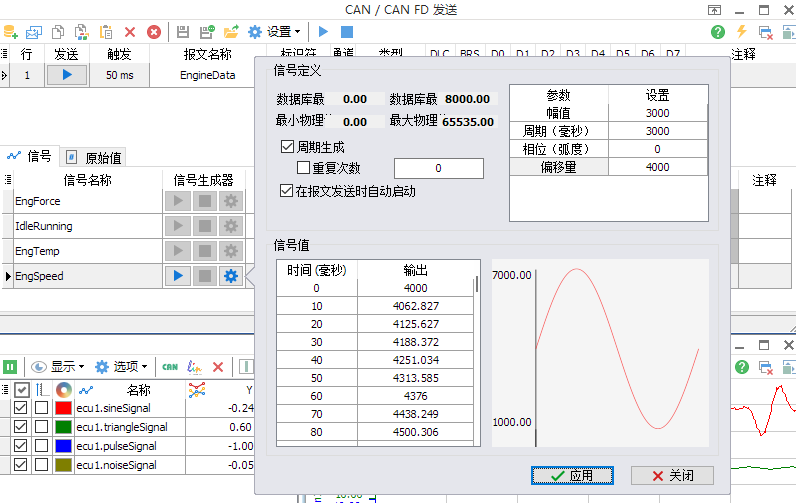 CAN / CAN FD 发送
设置
行 发送 触发 报文名称 标识符 通道 类型 DLC BRS D0 D1 D2 D3 D4 D5 D6 D7 注释
1 50 ms EngineData
信号 原始值
信号名称 信号生成器 注释
EngForce
IdleRunning
EngTemp
EngSpeed
信号定义
数据库最 0.00 数据库最 8000.00
最小物理 0.00 最大物理 65535.00
周期生成
重复次数 0
在报文发送时自动启动
参数 设置
幅值 3000
周期（毫秒） 3000
相位（弧度） 0
偏移量 4000
信号值
时间 (毫秒) 输出
0 4000
10 4062.827
20 4125.627
30 4188.372
40 4251.034
50 4313.585
60 4376
70 4438.249
80 4500.306
7000.00
1000.00
应用 关闭
显示 选项 CAN lin
名称 Y
ecu1.sineSignal -0.24
ecu1.triangleSignal 0.60
ecu1.pulseSignal -1.00
ecu1.noiseSignal -0.05